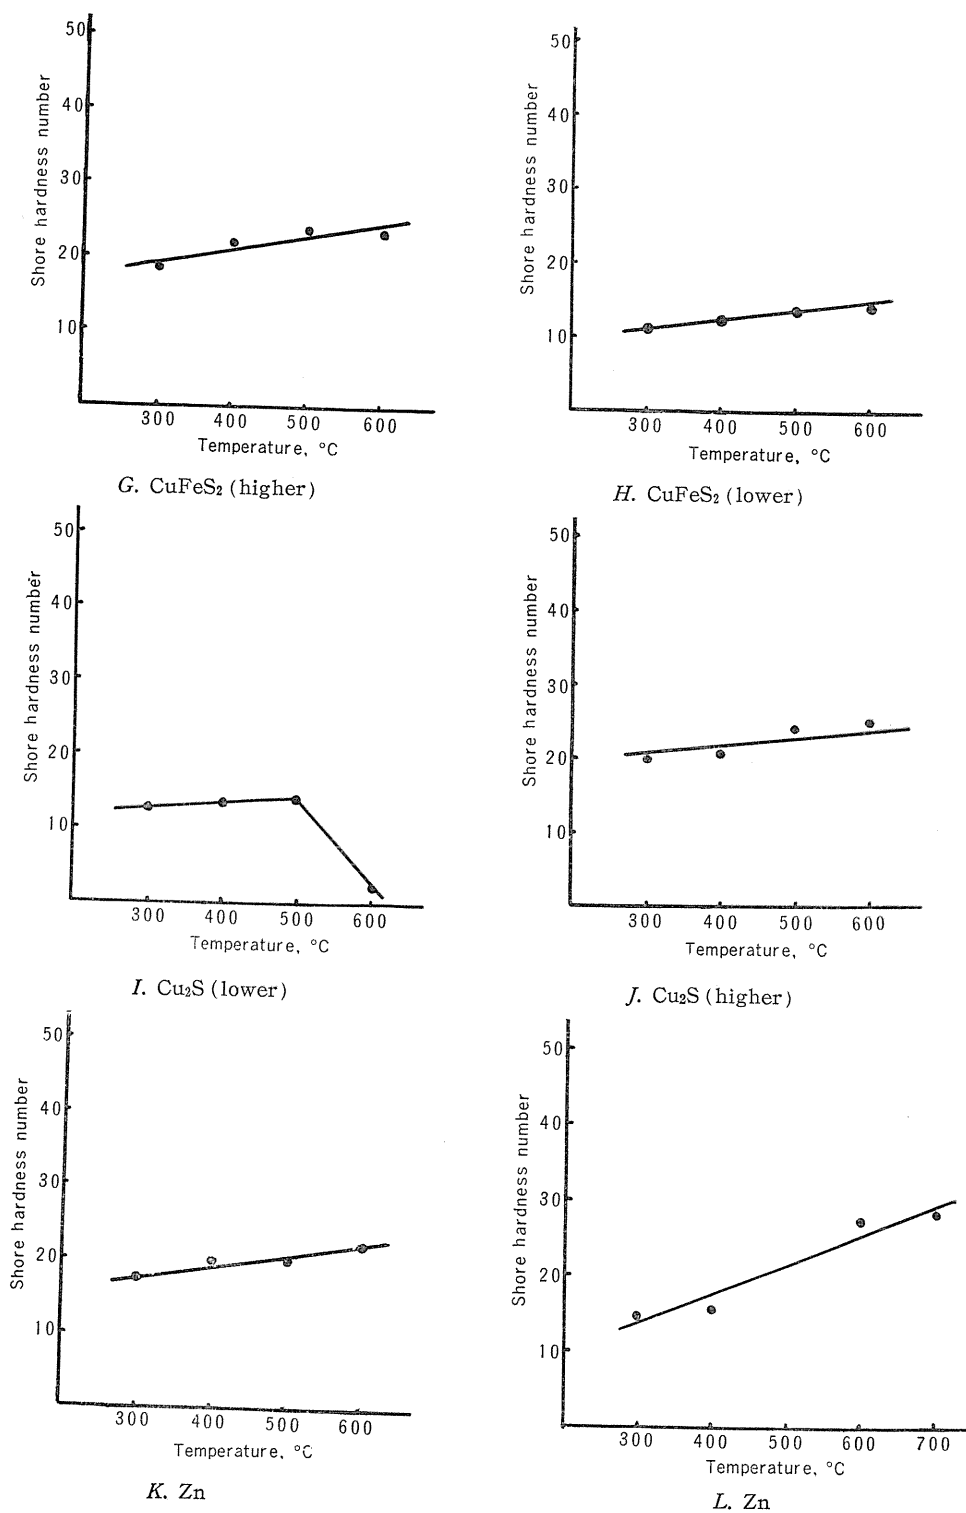 50
40
30
20
10
Shore hardness number
300 400 500 600
Temperature, °C
G. CuFeS₂ (higher)
50
40
30
20
10
Shore hardness number
300 400 500 600
Temperature, °C
H. CuFeS₂ (lower)
50
40
30
20
10
Shore hardness number
300 400 500 600
Temperature, °C
I. Cu₂S (lower)
50
40
30
20
10
Shore hardness number
300 400 500 600
Temperature, °C
J. Cu₂S (higher)
50
40
30
20
10
Shore hardness number
300 400 500 600
Temperature, °C
K. Zn
50
40
30
20
10
Shore hardness number
300 400 500 600 700
Temperature, °C
L. Zn